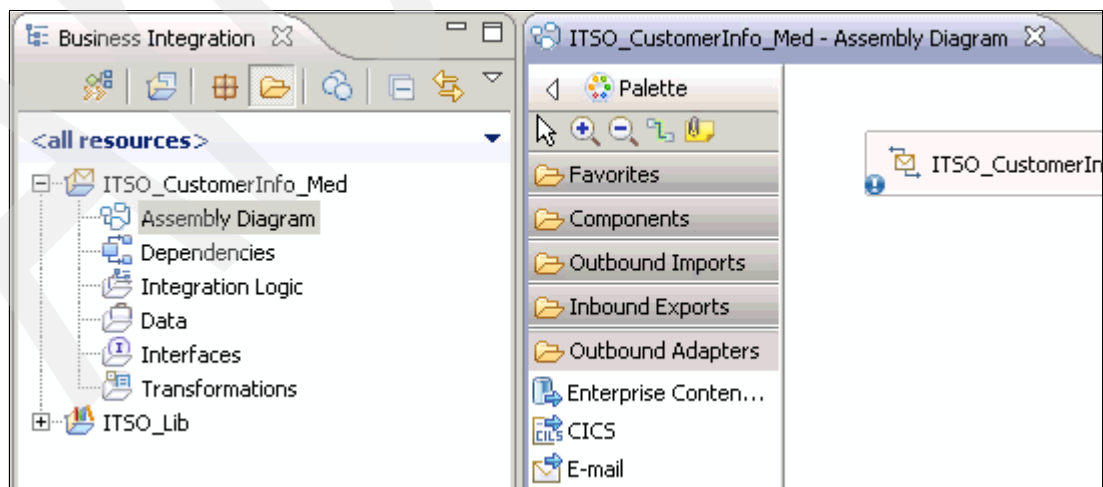 Business Integration
<all resources>
ITSO_CustomerInfo_Med
Assembly Diagram
Dependencies
Integration Logic
Data
Interfaces
Transformations
ITSO_Lib
ITSO_CustomerInfo_Med - Assembly Diagram
Palette
Favorites
Components
Outbound Imports
Inbound Exports
Outbound Adapters
Enterprise Conten...
CICS
E-mail
ITSO_CustomerIn